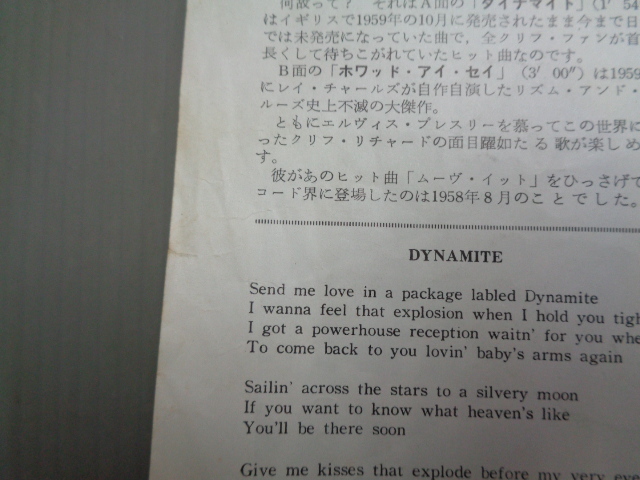 何故って? それはA面の「ダイナマイト」(1′ 54
はイギリスで1959年の10月に発売されたまま今まで日
では未発売になっていた曲で，全クリフ・ファンが首
長くして待ちこがれていたヒット曲なのです。
B面の「ホワッド・アイ・セイ」(3′ 00″)は1959
にレイ・チャールズが自作自演したリズム・アンド・
ルーズ史上不滅の大傑作。
ともにエルヴィス・プレスリーを慕ってこの世界に
ったクリフ・リチャードの面目躍如たる歌が楽しめ
す。
彼があのヒット曲「ムーヴ・イット」をひっさげて
コード界に登場したのは1958年8月のことでした。
DYNAMITE
Send me love in a package labled Dynamite
I wanna feel that explosion when I hold you tigh
I got a powerhouse reception waitn' for you whe
To come back to you lovin' baby's arms again
Sailin' across the stars to a silvery moon
If you want to know what heaven's like
You'll be there soon
Give me kisses that explode before my very eye